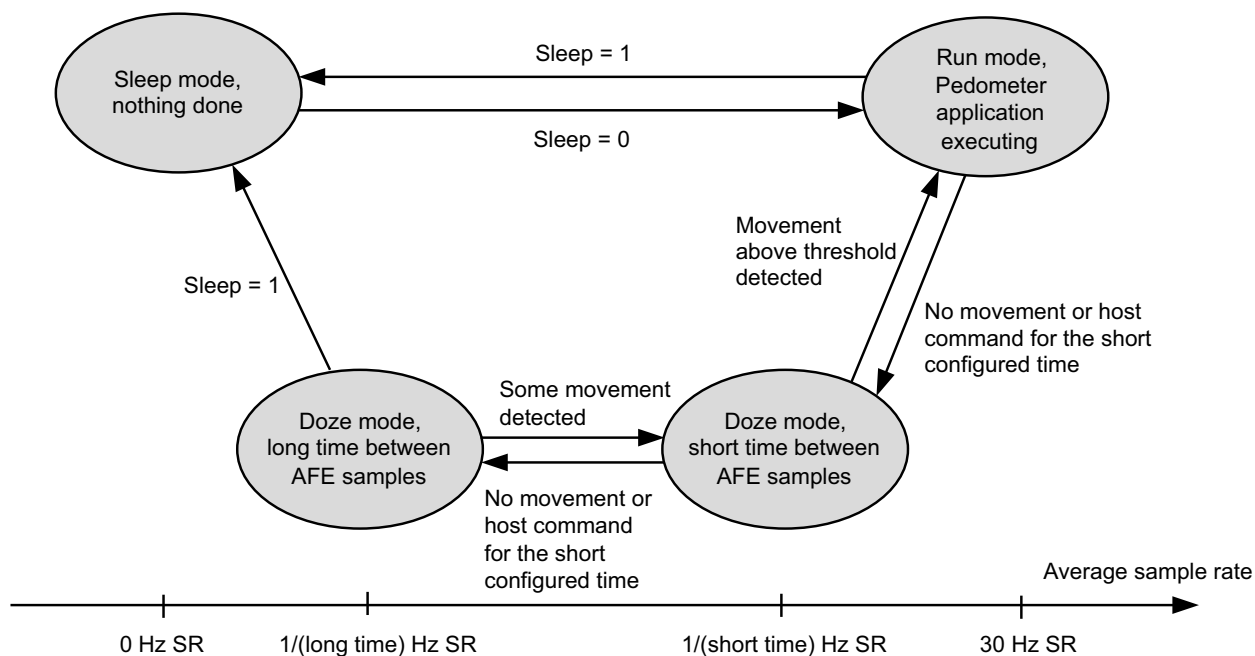 Sleep mode,
nothing done
Sleep = 1
Sleep = 0
Run mode,
Pedometer
application
executing
Sleep = 1
Movement
above threshold
detected
No movement or host
command for the short
configured time
Doze mode,
long time between
AFE samples
Some movement
detected
No movement or
host command
for the short
configured time
Doze mode,
short time between
AFE samples
Average sample rate
0 Hz SR
1/(long time) Hz SR
1/(short time) Hz SR
30 Hz SR